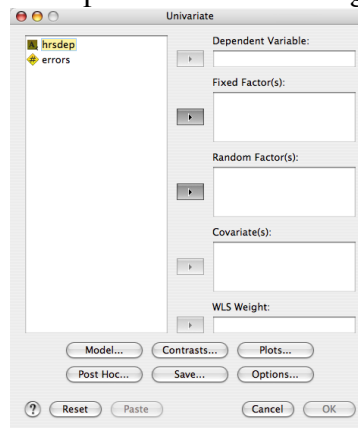 Univariate
hrsdep
errors
Dependent Variable:
Fixed Factor(s):
Random Factor(s):
Covariate(s):
WLS Weight:
Model... Contrasts... Plots...
Post Hoc... Save... Options...
? Reset Paste Cancel OK